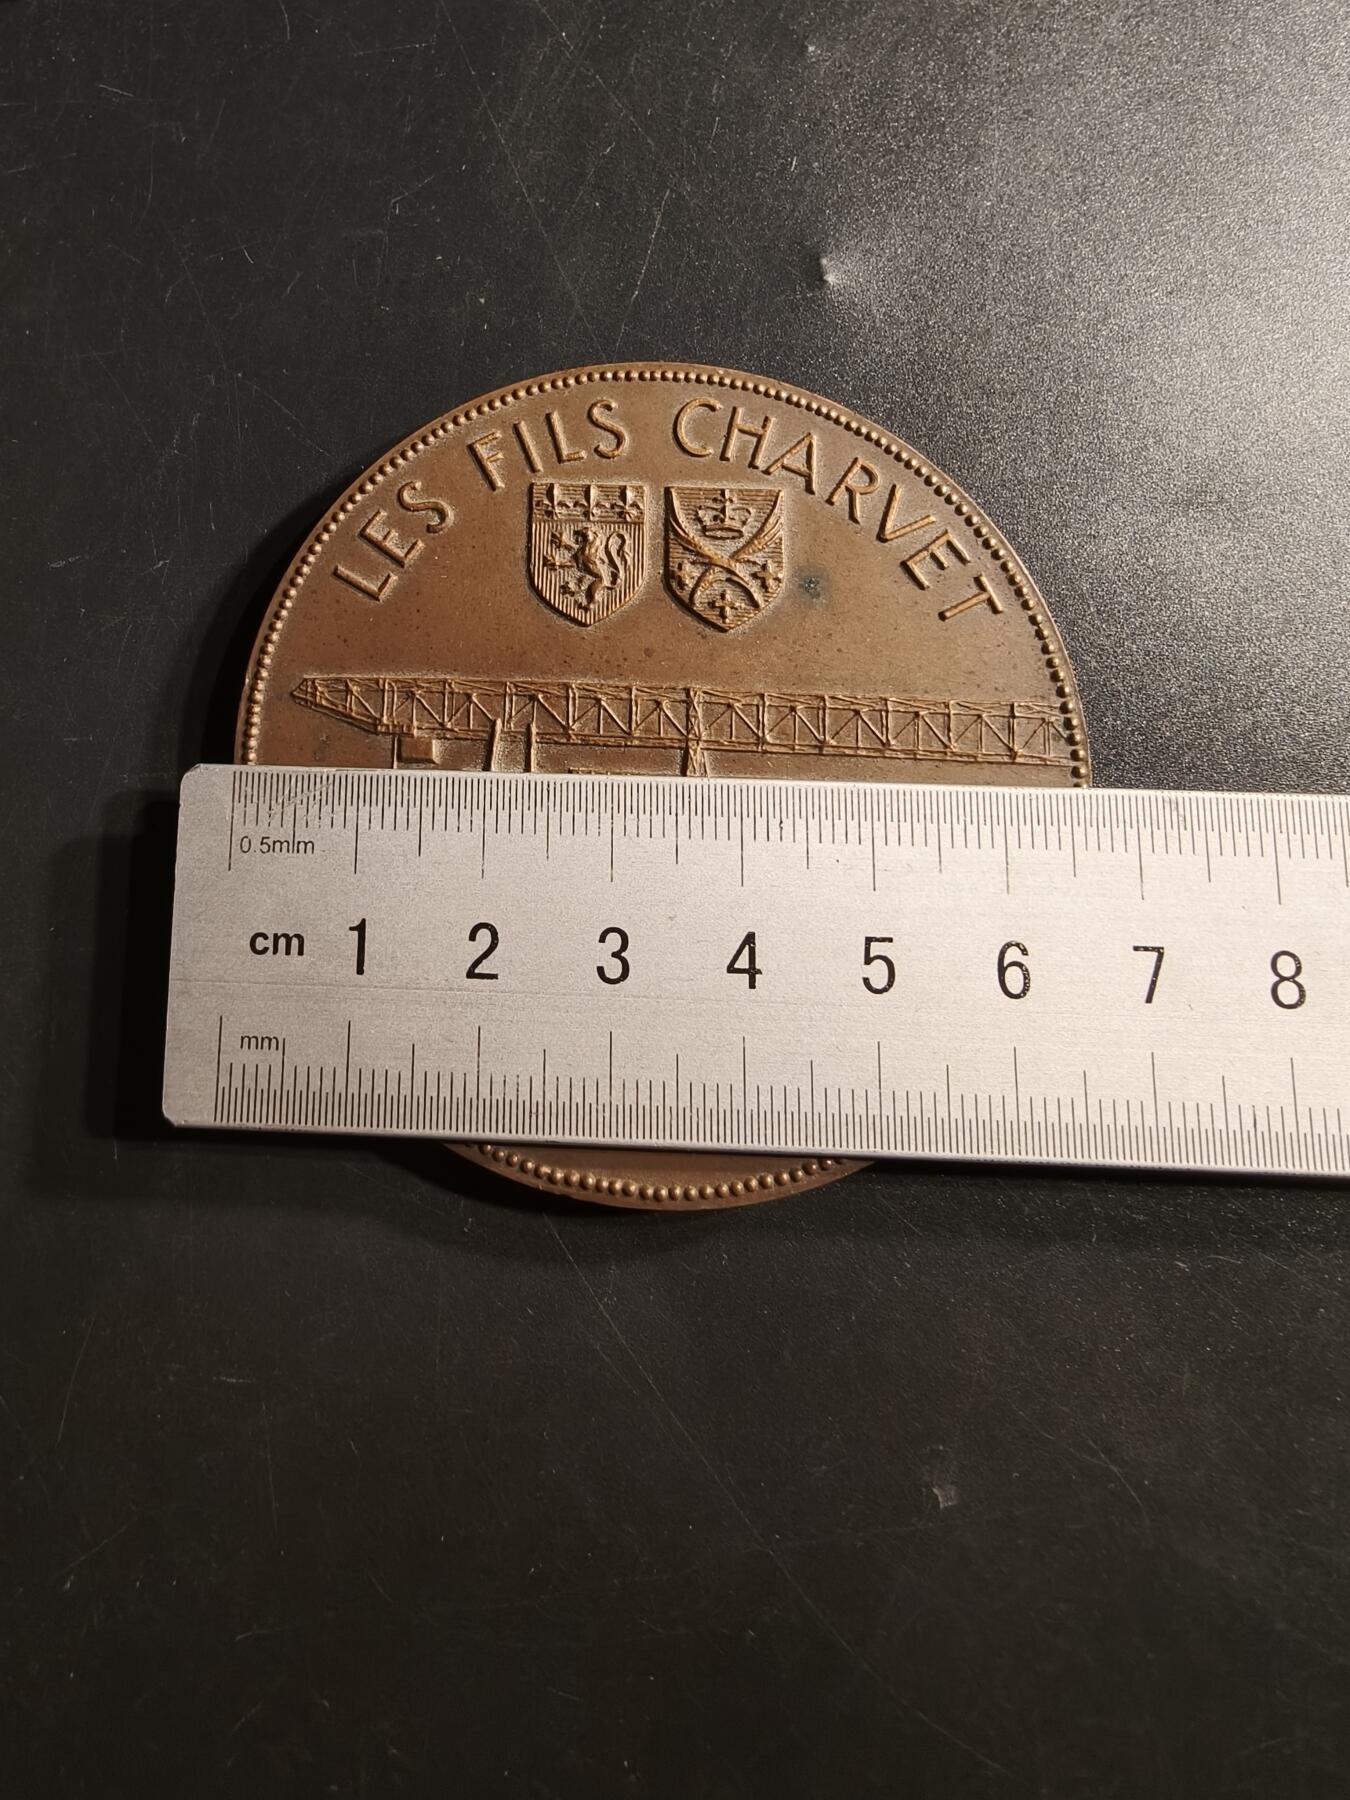 LES FILS CHARVET
0.5mm
cm 1 2 3 4 5 6 7 8
mm